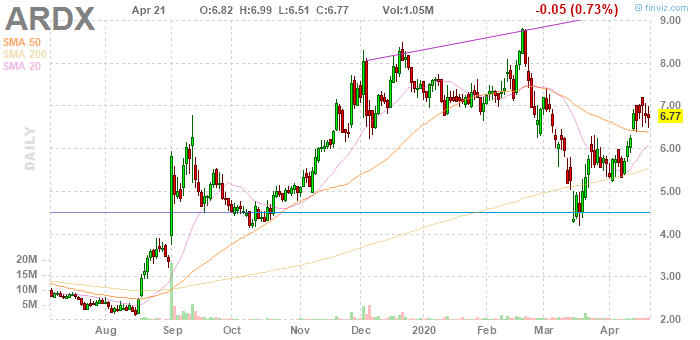 ARDX
Apr 21 O:6.82 H:6.99 L:6.51 C:6.77 Vol:1.05M -0.05 (0.73%)
© finviz.com
SMA 50
SMA 200
SMA 20
DAILY
9.00
8.00
7.00
6.77
6.00
5.00
4.00
3.00
2.00
20M
15M
10M
5M
Aug Sep Oct Nov Dec 2020 Feb Mar Apr